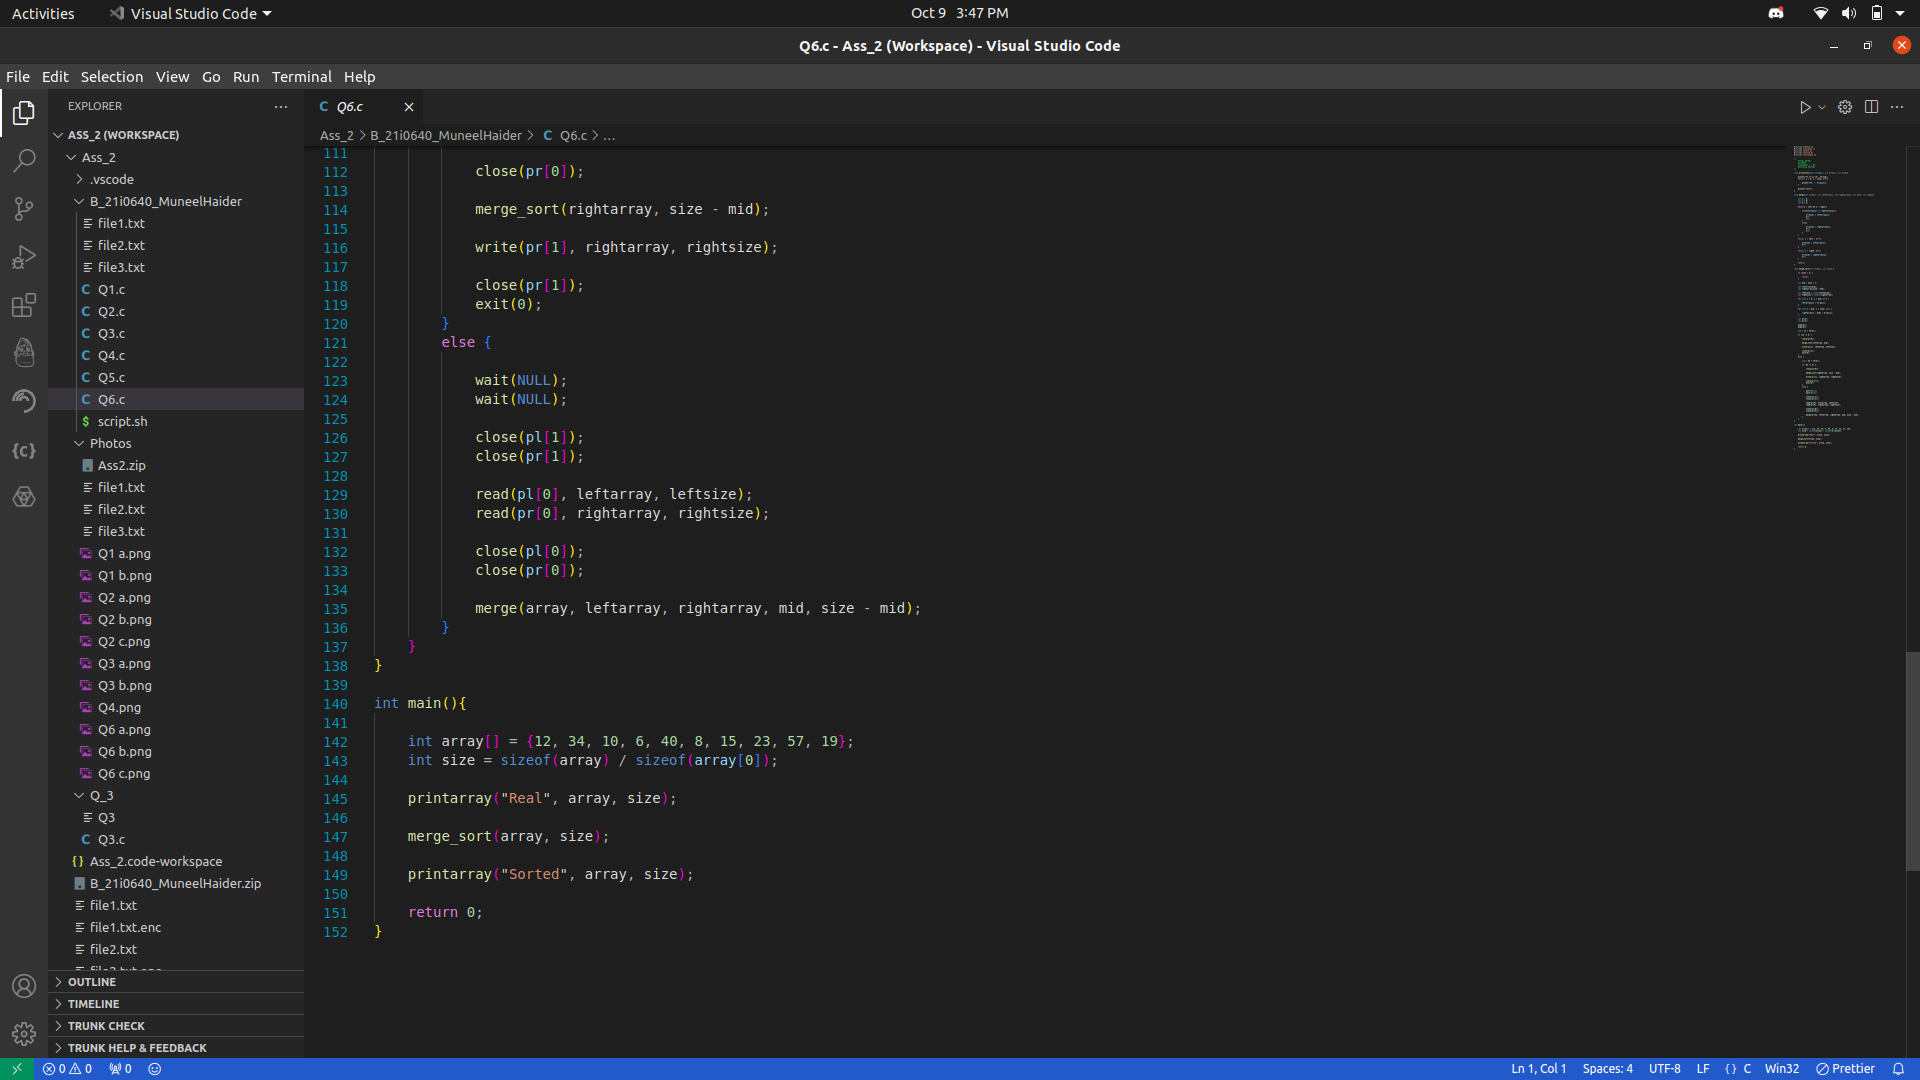 Activities
Visual Studio Code
Oct 9 3:47 PM
Q6.c - Ass_2 (Workspace) - Visual Studio Code
File Edit Selection View Go Run Terminal Help
EXPLORER
ASS_2 (WORKSPACE)
Ass_2
.vscode
B_21i0640_MuneelHaider
file1.txt
file2.txt
file3.txt
Q1.c
Q2.c
Q3.c
Q4.c
Q5.c
Q6.c
script.sh
Photos
Ass2.zip
file1.txt
file2.txt
file3.txt
Q1 a.png
Q1 b.png
Q2 a.png
Q2 b.png
Q2 c.png
Q3 a.png
Q3 b.png
Q4.png
Q6 a.png
Q6 b.png
Q6 c.png
Q_3
Q3
Q3.c
Ass_2.code-workspace
B_21i0640_MuneelHaider.zip
file1.txt
file1.txt.enc
file2.txt
OUTLINE
TIMELINE
TRUNK CHECK
TRUNK HELP & FEEDBACK
Q6.c
Ass_2 > B_21i0640_MuneelHaider > C Q6.c > ...
111
112 close(pr[0]);
113
114 merge_sort(rightarray, size - mid);
115
116 write(pr[1], rightarray, rightsize);
117
118 close(pr[1]);
119 exit(0);
120 }
121 else {
122
123 wait(NULL);
124 wait(NULL);
125
126 close(pl[1]);
127 close(pr[1]);
128
129 read(pl[0], leftarray, leftsize);
130 read(pr[0], rightarray, rightsize);
131
132 close(pl[0]);
133 close(pr[0]);
134
135 merge(array, leftarray, rightarray, mid, size - mid);
136 }
137 }
138 }
139
140 int main(){
141
142 int array[] = {12, 34, 10, 6, 40, 8, 15, 23, 57, 19};
143 int size = sizeof(array) / sizeof(array[0]);
144
145 printarray("Real", array, size);
146
147 merge_sort(array, size);
148
149 printarray("Sorted", array, size);
150
151 return 0;
152 }
0 0 0
Ln 1, Col 1 Spaces: 4 UTF-8 LF {} C Win32 Prettier